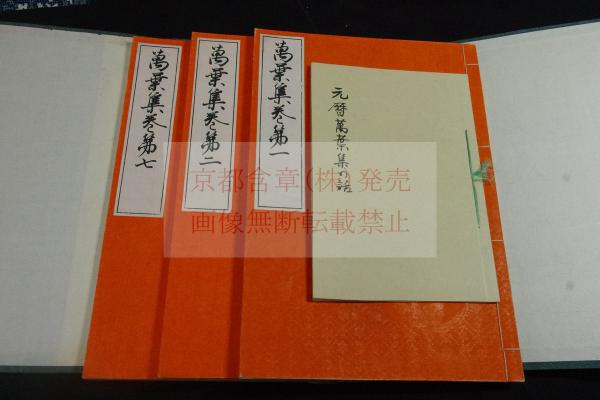 萬葉集巻第一
萬葉集巻第二
萬葉集巻第七
元暦萬葉集の話
京都含章(株)発売
画像無断転載禁止